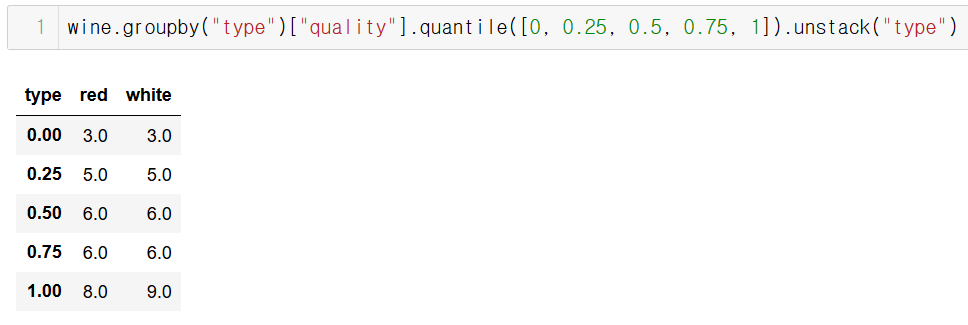 1 wine.groupby("type")["quality"].quantile([0, 0.25, 0.5, 0.75, 1]).unstack("type")
type red white
0.00 3.0 3.0
0.25 5.0 5.0
0.50 6.0 6.0
0.75 6.0 6.0
1.00 8.0 9.0